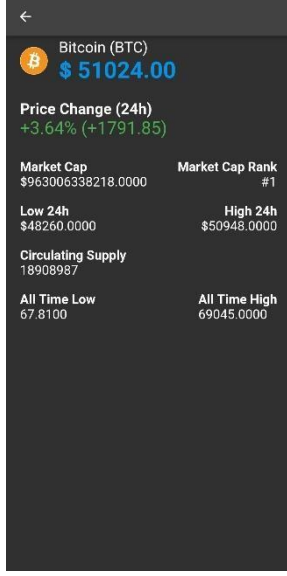 Bitcoin (BTC)
$ 51024.00
Price Change (24h)
+3.64% (+1791.85)
Market Cap Market Cap Rank
$963006338218.0000 #1
Low 24h High 24h
$48260.0000 $50948.0000
Circulating Supply
18908987
All Time Low All Time High
67.8100 69045.0000